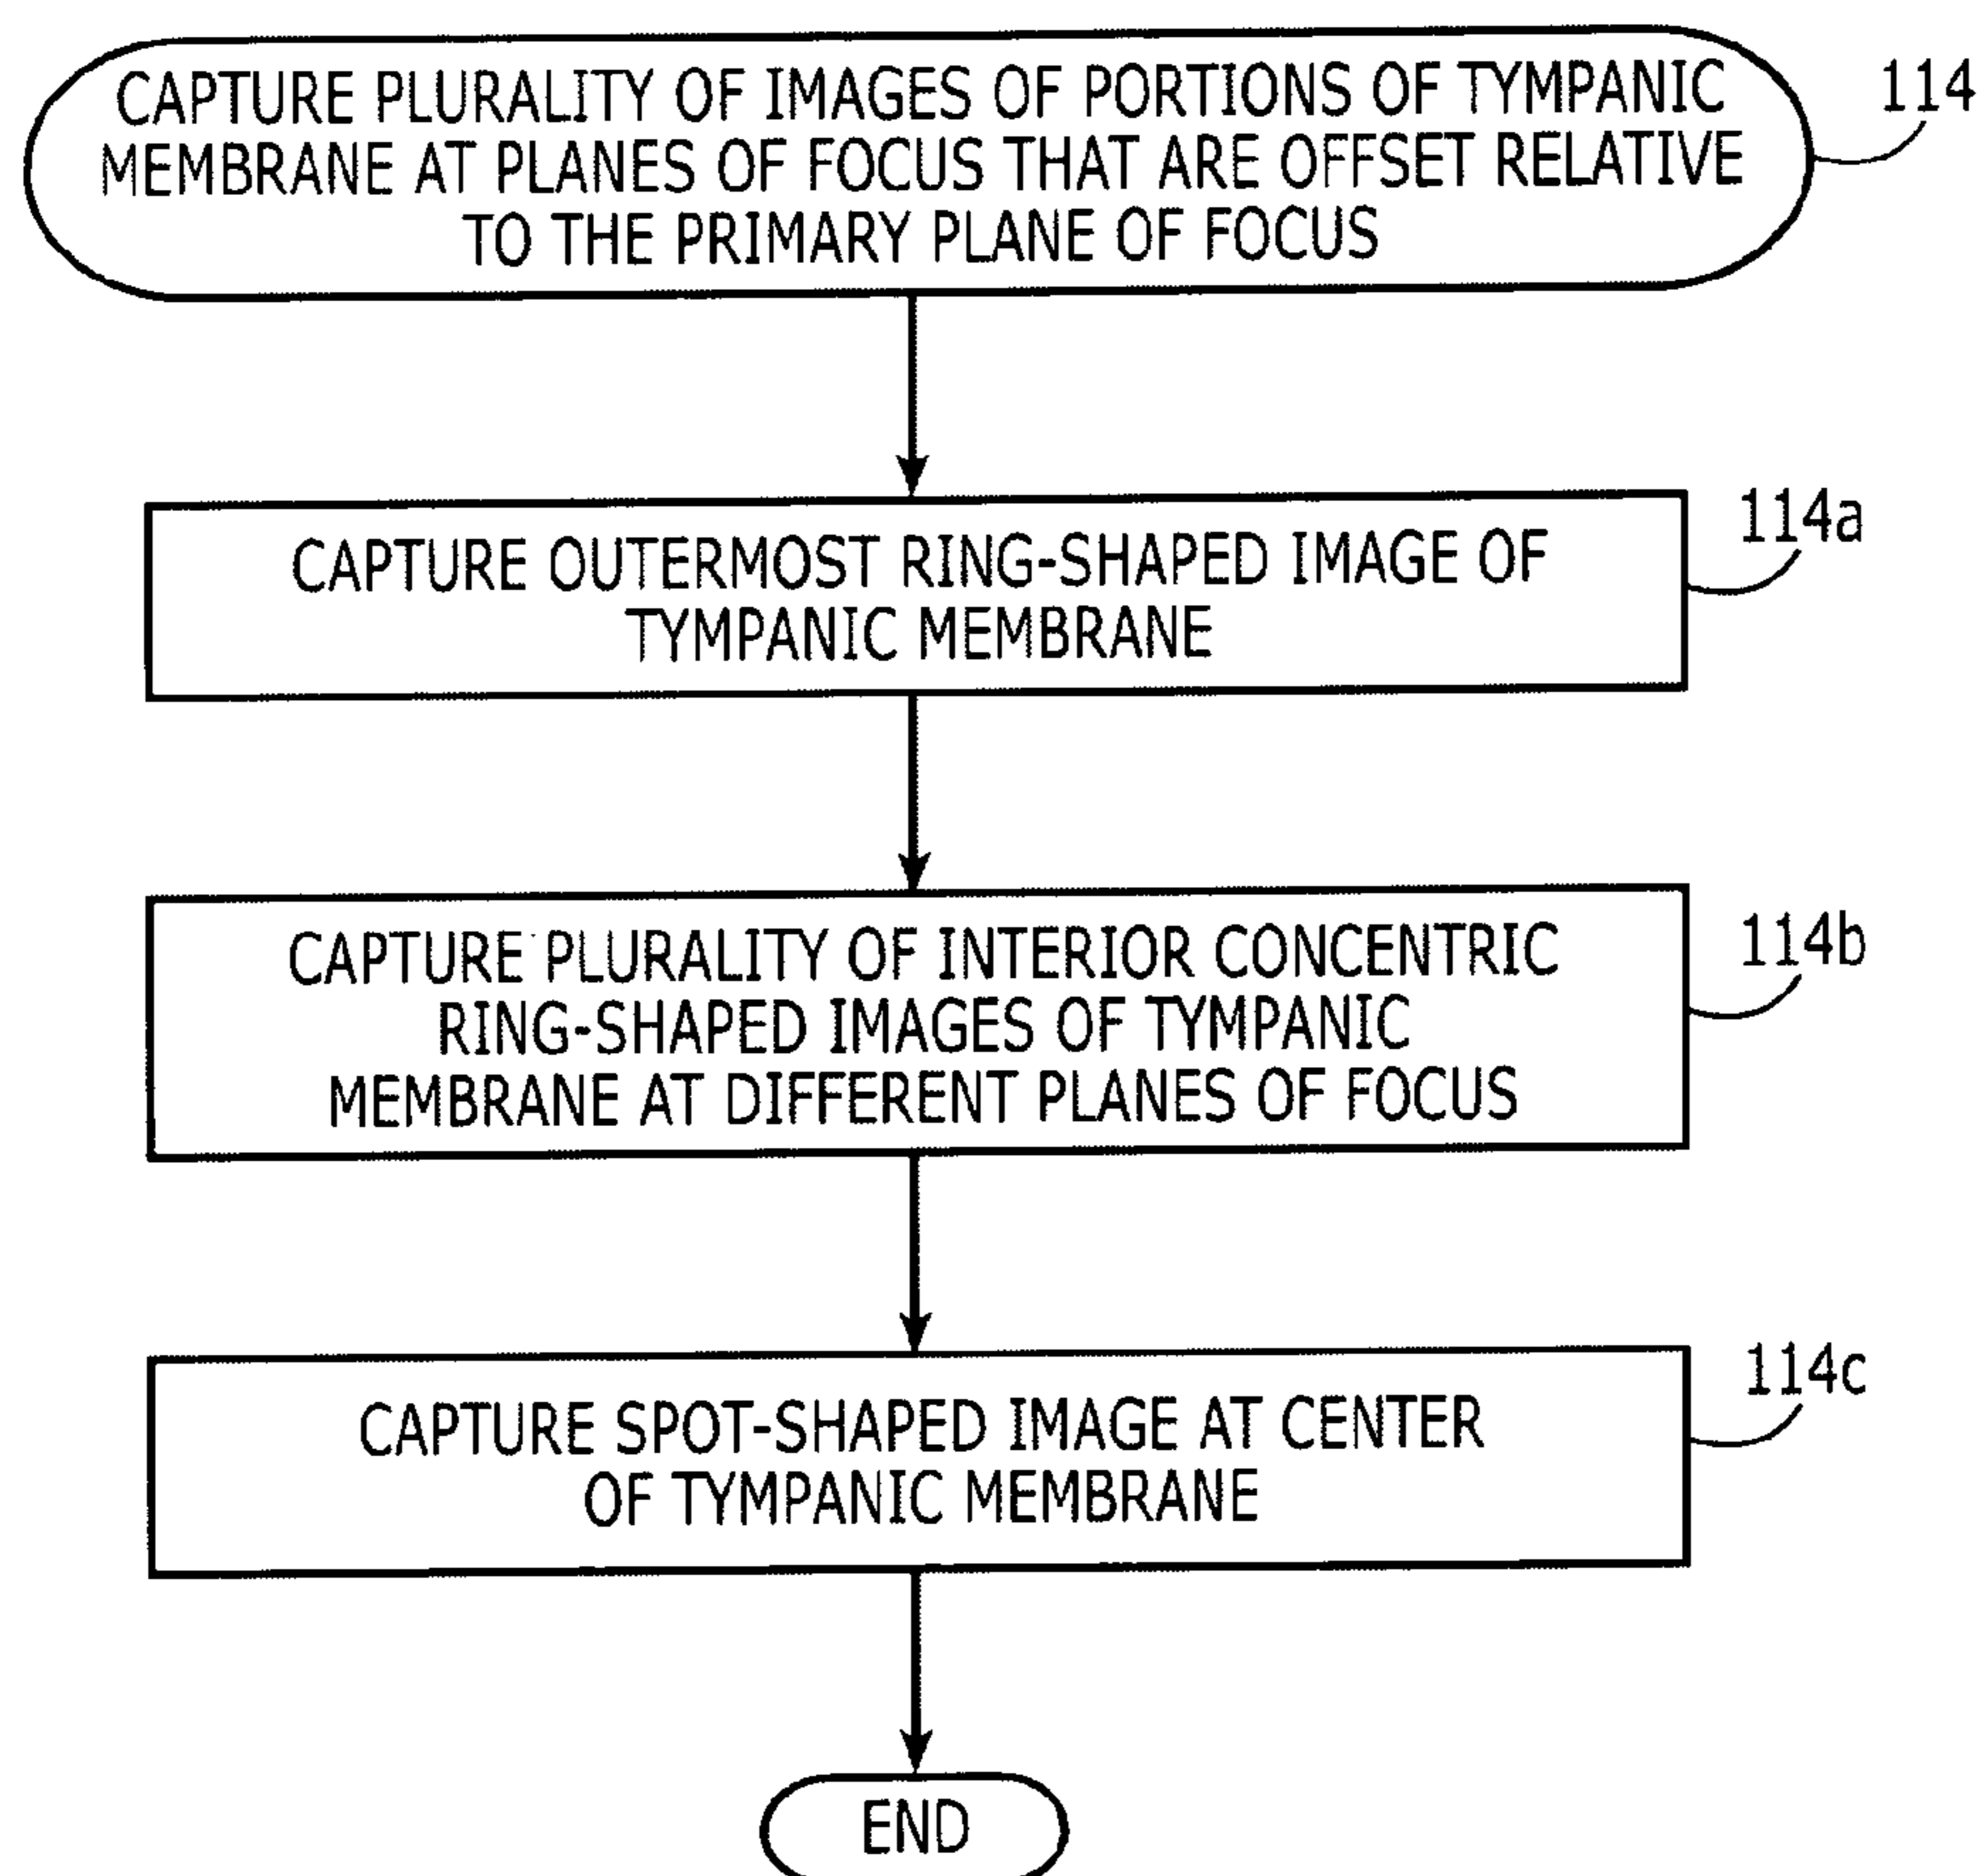 CAPTURE PLURALITY OF IMAGES OF PORTIONS OF TYMPANIC
MEMBRANE AT PLANES OF FOCUS THAT ARE OFFSET RELATIVE
TO THE PRIMARY PLANE OF FOCUS
114
CAPTURE OUTERMOST RING-SHAPED IMAGE OF
TYMPANIC MEMBRANE
114a
CAPTURE PLURALITY OF INTERIOR CONCENTRIC
RING-SHAPED IMAGES OF TYMPANIC
MEMBRANE AT DIFFERENT PLANES OF FOCUS
114b
CAPTURE SPOT-SHAPED IMAGE AT CENTER
OF TYMPANIC MEMBRANE
114c
END